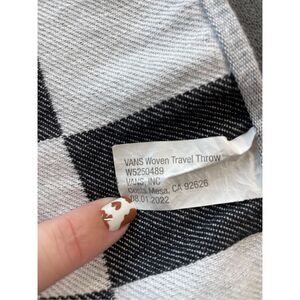 VANS Woven Travel Throw
W5250489
VANS, INC
Costa Mesa, CA 92626
08.01.2022